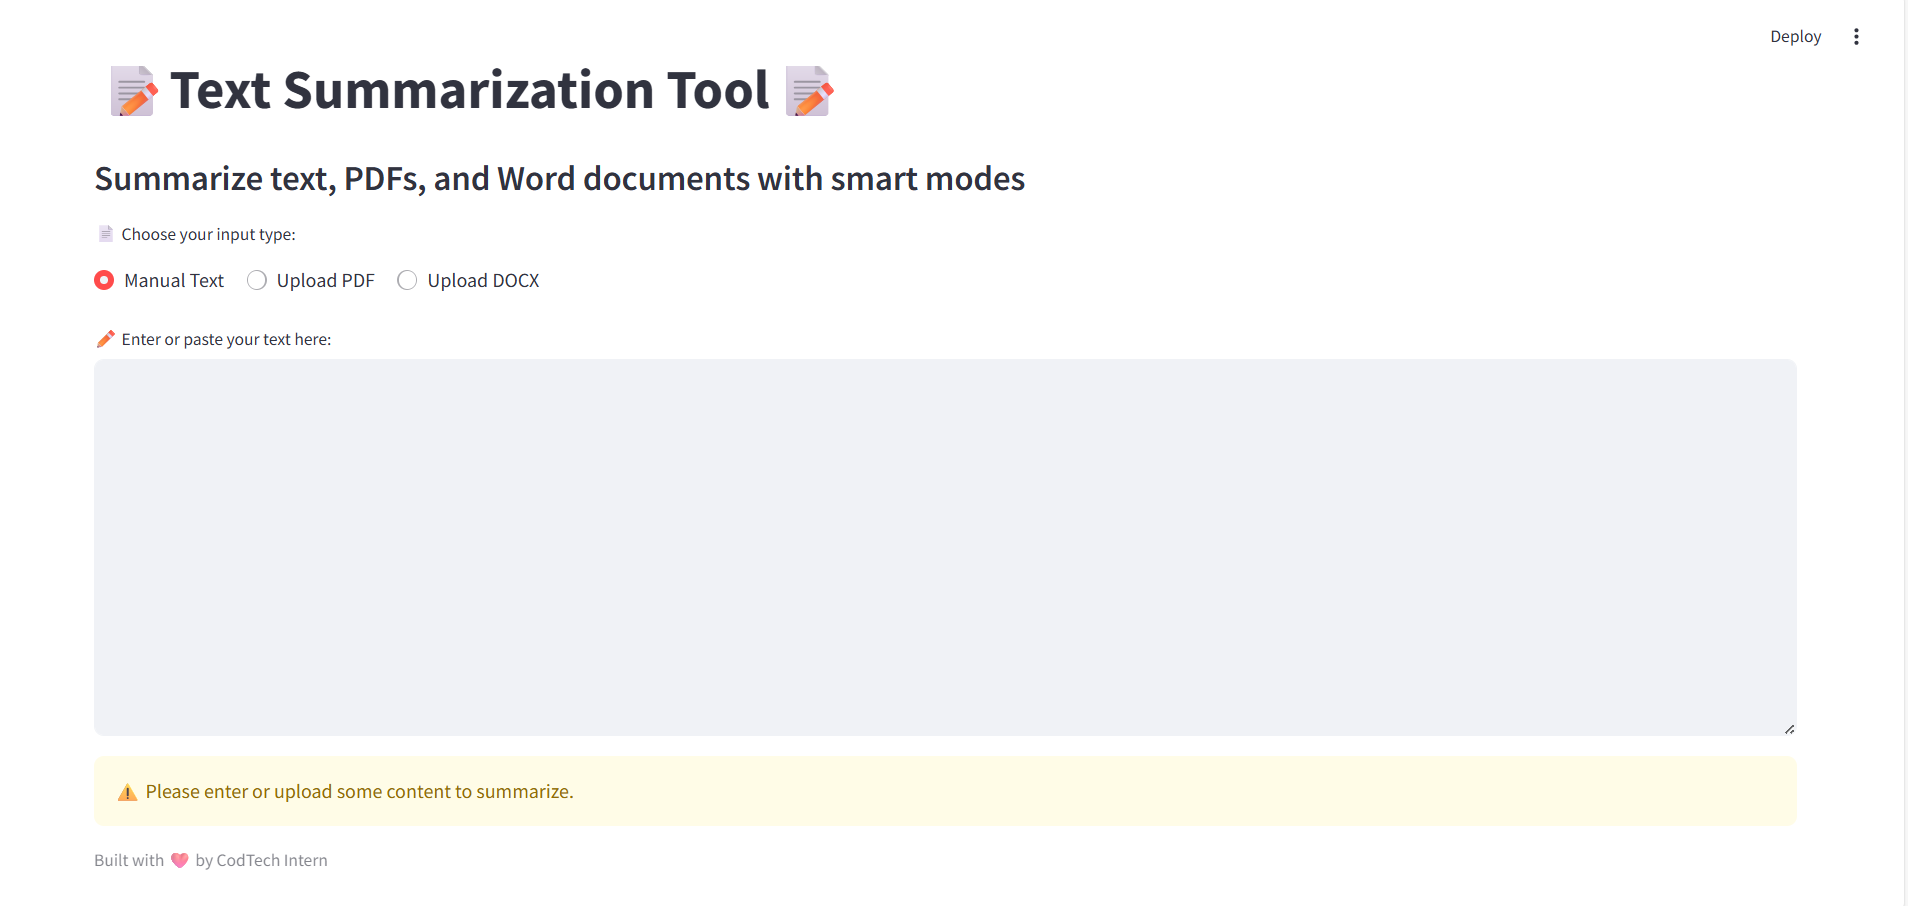 Deploy
Text Summarization Tool
Summarize text, PDFs, and Word documents with smart modes
Choose your input type:
Manual Text Upload PDF Upload DOCX
Enter or paste your text here:
Please enter or upload some content to summarize.
Built with ❤️ by CodTech Intern